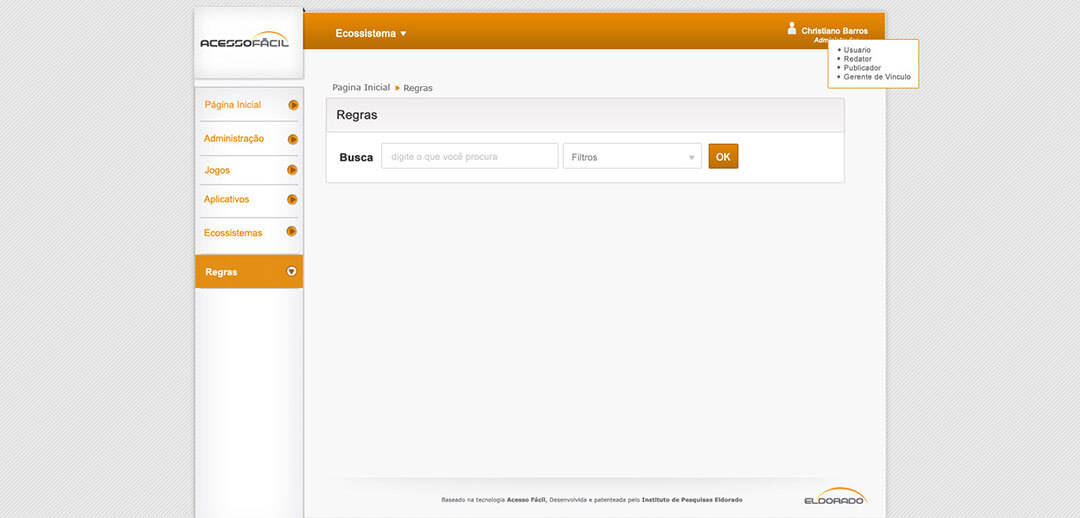 ACESSOFÁCIL
Ecossistema
Christiano Barros
Usuario
Redator
Publicador
Gerente de Vinculo
Página Inicial
Administração
Jogos
Aplicativos
Ecossistemas
Regras
Pagina Inicial Regras
Regras
Busca digite o que você procura Filtros OK
Baseado na tecnologia Acesso Fácil, Desenvolvida e patenteada pelo Instituto de Pesquisas Eldorado
ELDORADO